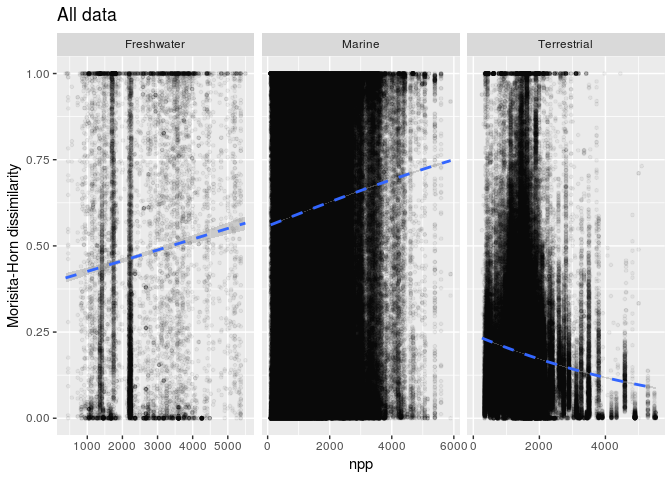 All data
Freshwater Marine Terrestrial
Morisita-Horn dissimilarity
1.00
0.75
0.50
0.25
0.00
1000 2000 3000 4000 5000 0 2000 4000 6000 0 2000 4000
npp